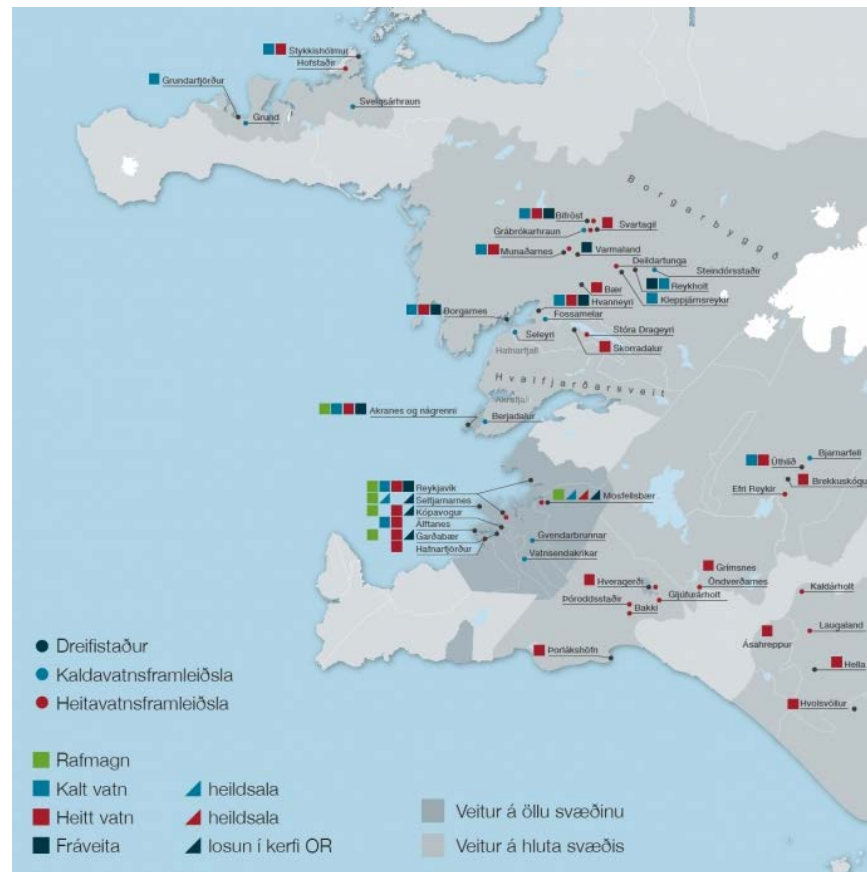 Stykkishólmur
Hofstaðir
Grundarfjörður
Grund
Svelgsárhraun
Borgarbyggð
Bifröst
Svartagil
Grábrókarhraun
Munaðarnes
Varmaland
Deildartunga
Steindórsstaðir
Reykholt
Kleppjárnsreykir
Bær
Hvanneyri
Borgarnes
Fossamelar
Seleyri
Stóra Drageyri
Hafnarfjall
Skorradalur
Hvalfjarðarsveit
Akrafjall
Akranes og nágrenni
Berjadalur
Bjarnarfell
Úthlíð
Brekkuskógur
Efri Reykir
Reykjavík
Seltjarnarnes
Mosfellsbær
Kópavogur
Álftanes
Garðabær
Gvendarbrunnar
Hafnarfjörður
Vatnsendakrikar
Grímsnes
Hveragerði
Öndverðarnes
Kaldárholt
Þóroddsstaðir
Gljúfurárholt
Bakki
Laugaland
Ásahreppur
Þorlákshöfn
Hella
Hvolsvöllur
Dreifistaður
Kaldavatnsframleiðsla
Heitavatnsframleiðsla
Rafmagn
Kalt vatn heildsala
Heitt vatn heildsala
Fráveita losun í kerfi OR
Veitur á öllu svæðinu
Veitur á hluta svæðis